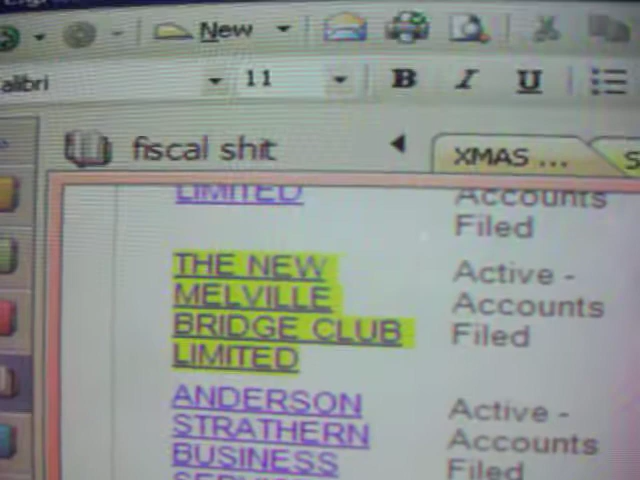 New
alibri 11 B I U
fiscal shit
XMAS ...
LIMITED
Accounts
Filed
THE NEW
MELVILLE
BRIDGE CLUB
LIMITED
Active -
Accounts
Filed
ANDERSON
STRATHERN
BUSINESS
Active -
Accounts
Filed